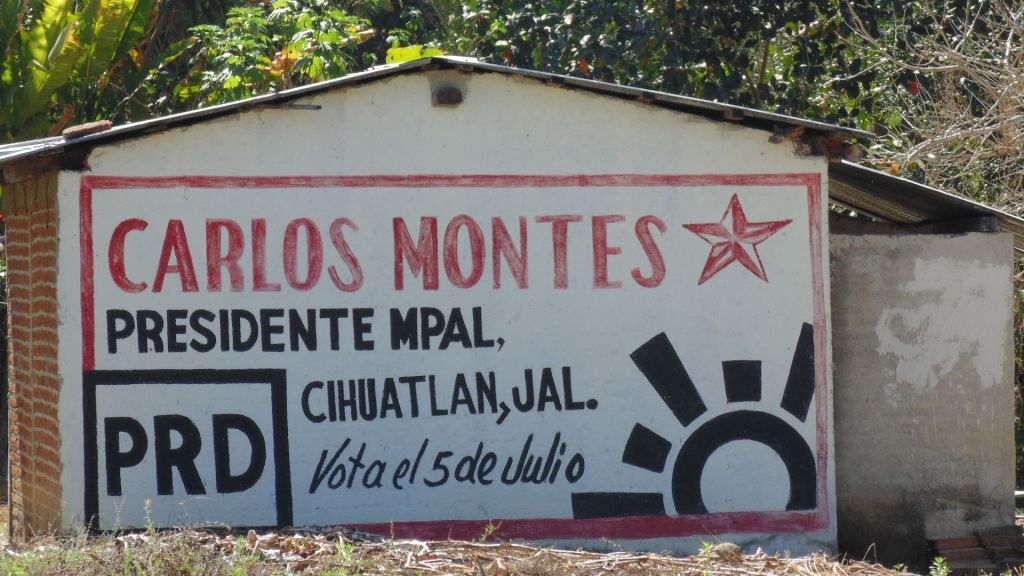 CARLOS MONTES
PRESIDENTE MPAL,
CIHUATLAN, JAL.
Vota el 5 de Julio
PRD